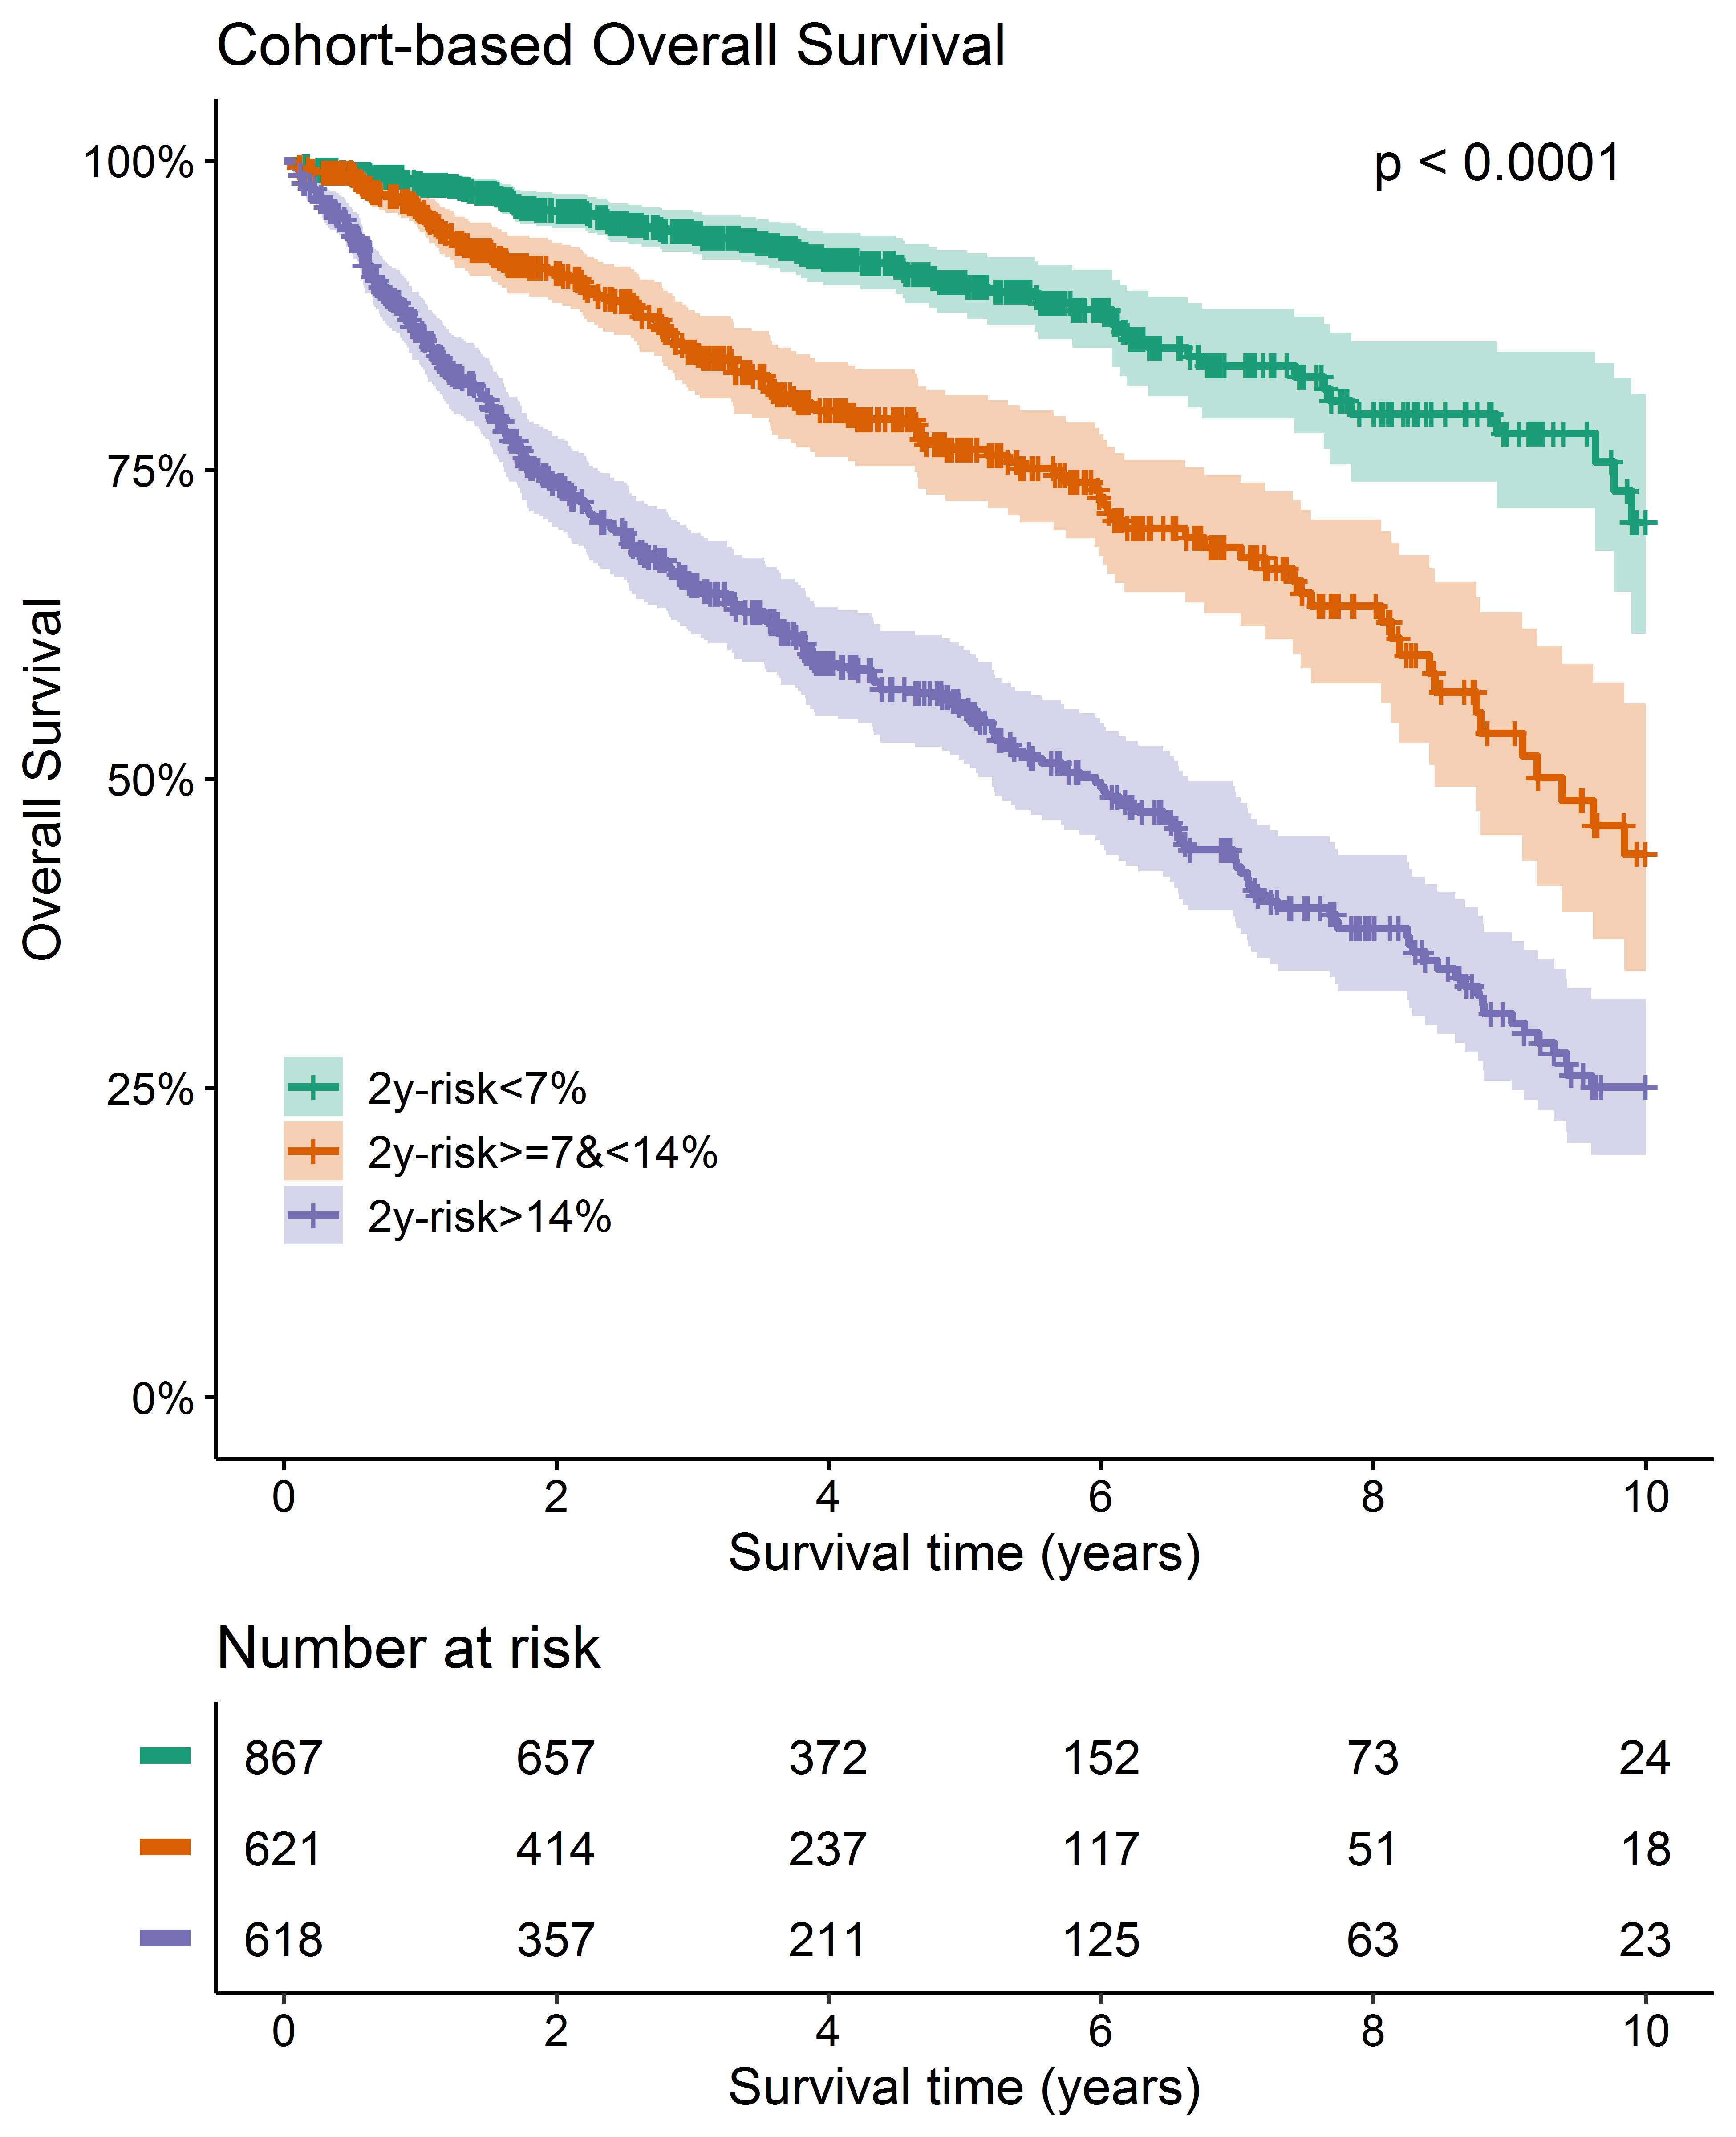 Cohort-based Overall Survival
p < 0.0001
100%
75%
50%
25%
0%
Overall Survival
2y-risk<7%
2y-risk>=7&<14%
2y-risk>14%
0 2 4 6 8 10
Survival time (years)
Number at risk
867 657 372 152 73 24
621 414 237 117 51 18
618 357 211 125 63 23
0 2 4 6 8 10
Survival time (years)